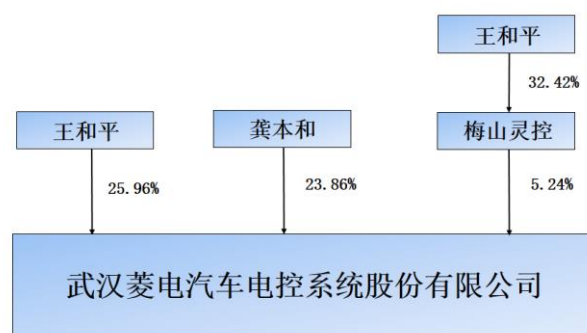 王和平
32.42%
王和平
龚本和
梅山灵控
25.96%
23.86%
5.24%
武汉菱电汽车电控系统股份有限公司